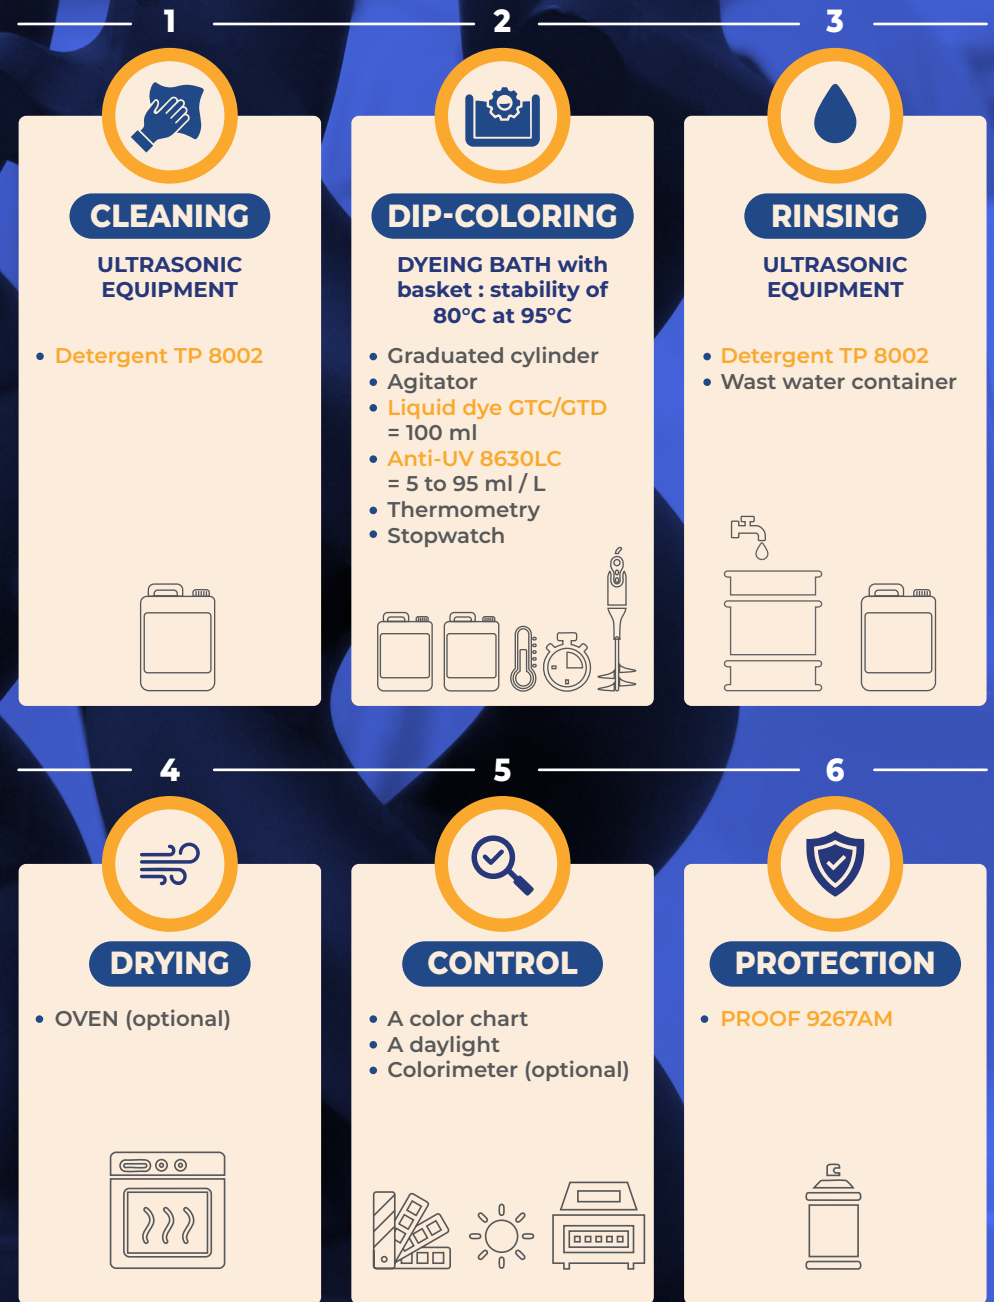 1
CLEANING
ULTRASONIC
EQUIPMENT
• Detergent TP 8002
2
DIP-COLORING
DYEING BATH with
basket : stability of
80°C at 95°C
• Graduated cylinder
• Agitator
• Liquid dye GTC/GTD
= 100 ml
• Anti-UV 8630LC
= 5 to 95 ml / L
• Thermometry
• Stopwatch
3
RINSING
ULTRASONIC
EQUIPMENT
• Detergent TP 8002
• Wast water container
4
DRYING
• OVEN (optional)
5
CONTROL
• A color chart
• A daylight
• Colorimeter (optional)
6
PROTECTION
• PROOF 9267AM